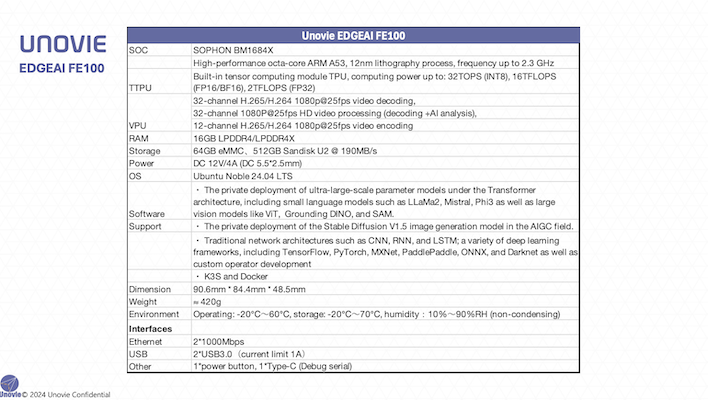 UNOVIE
EDGEAI FE100
Unovie EDGEAI FE100
SOC SOPHON BM1684X
High-performance octa-core ARM A53, 12nm lithography process, frequency up to 2.3 GHz
Built-in tensor computing module TPU, computing power up to: 32TOPS (INT8), 16TFLOPS
TTPU (FP16/BF16), 2TFLOPS (FP32)
32-channel H.265/H.264 1080p@25fps video decoding,
32-channel 1080P@25fps HD video processing (decoding +AI analysis),
VPU 12-channel H.265/H.264 1080p@25fps video encoding
RAM 16GB LPDDR4/LPDDR4X
Storage 64GB eMMC、512GB Sandisk U2 @ 190MB/s
Power DC 12V/4A (DC 5.5*2.5mm)
OS Ubuntu Noble 24.04 LTS
・ The private deployment of ultra-large-scale parameter models under the Transformer
architecture, including small language models such as LLaMa2, Mistral, Phi3 as well as large
Software vision models like ViT, Grounding DINO, and SAM.
Support ・ The private deployment of the Stable Diffusion V1.5 image generation model in the AIGC field.
・ Traditional network architectures such as CNN, RNN, and LSTM; a variety of deep learning
frameworks, including TensorFlow, PyTorch, MXNet, PaddlePaddle, ONNX, and Darknet as well as
custom operator development
・ K3S and Docker
Dimension 90.6mm * 84.4mm * 48.5mm
Weight ≈ 420g
Environment Operating: -20°C～60°C, storage: -20°C～70°C, humidity：10%～90%RH (non-condensing)
Interfaces
Ethernet 2*1000Mbps
USB 2*USB3.0（current limit 1A）
Other 1*power button, 1*Type-C (Debug serial)
Unovie © 2024 Unovie Confidential